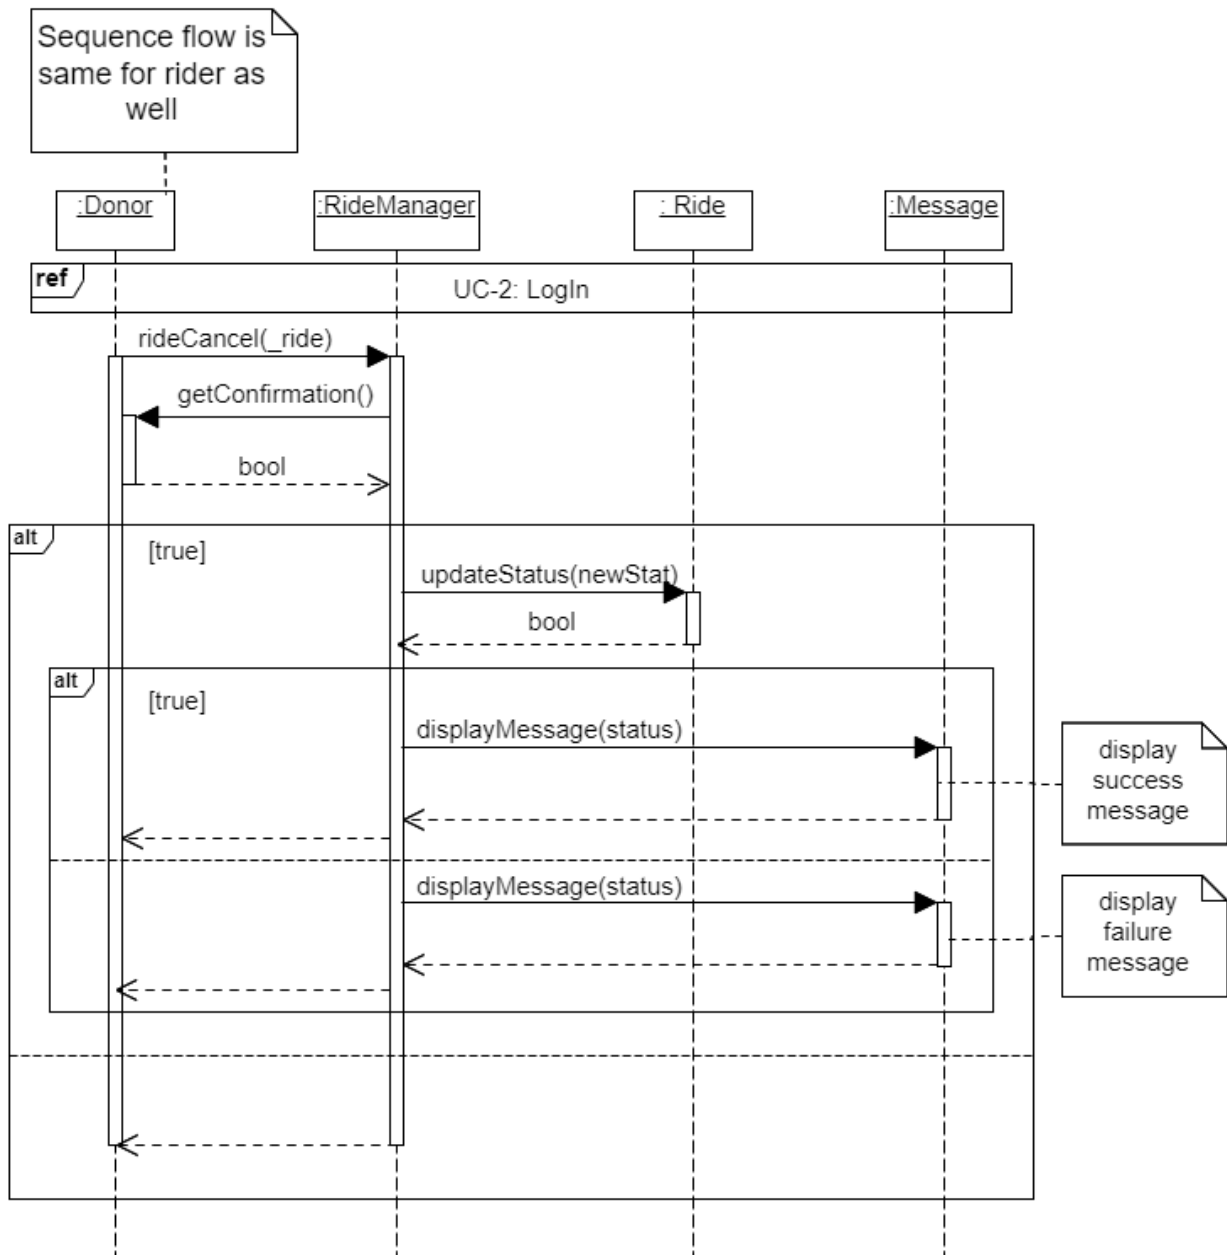 Sequence flow is
same for rider as
well
:Donor
:RideManager
: Ride
:Message
ref
UC-2: LogIn
rideCancel(_ride)
getConfirmation()
bool
alt
[true]
updateStatus(newStat)
bool
alt
[true]
displayMessage(status)
display
success
message
displayMessage(status)
display
failure
message